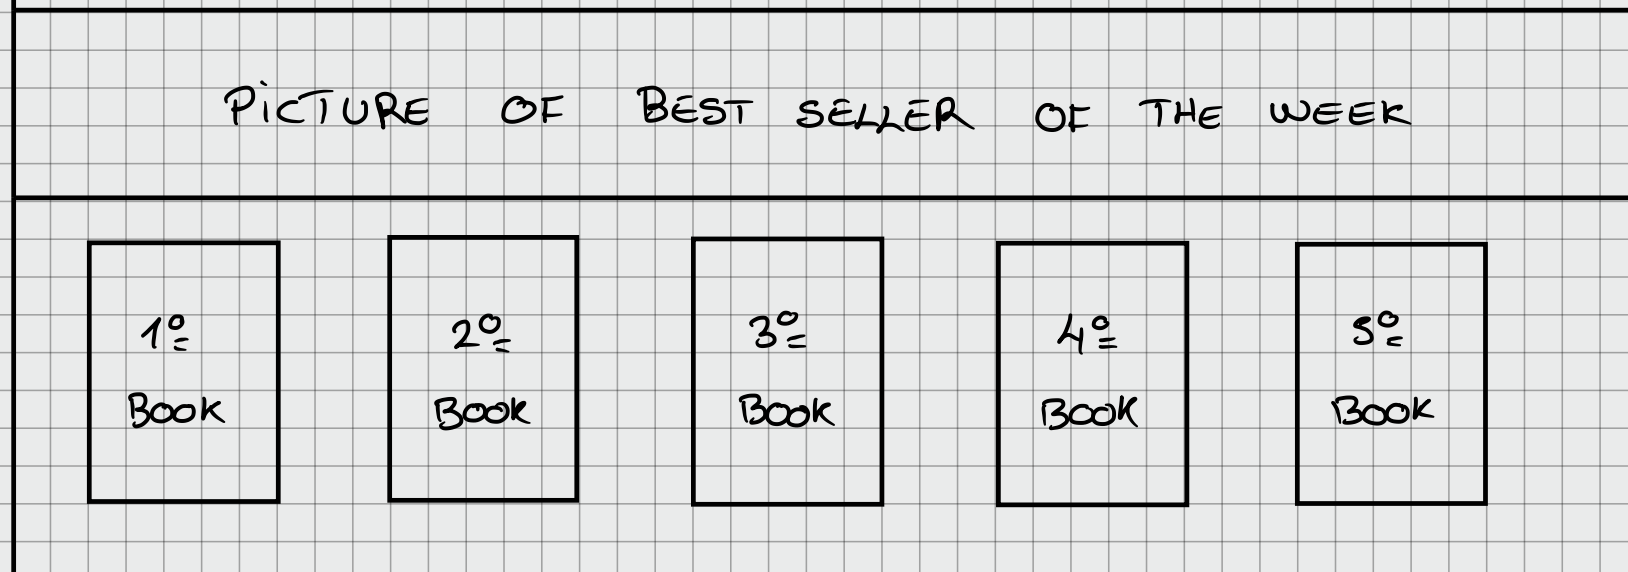 PiCTURE OF BEST SELLER OF THE WEEK
1º
BOOK
2º
BOOK
3º
BOOK
4º
BOOK
5º
BOOK